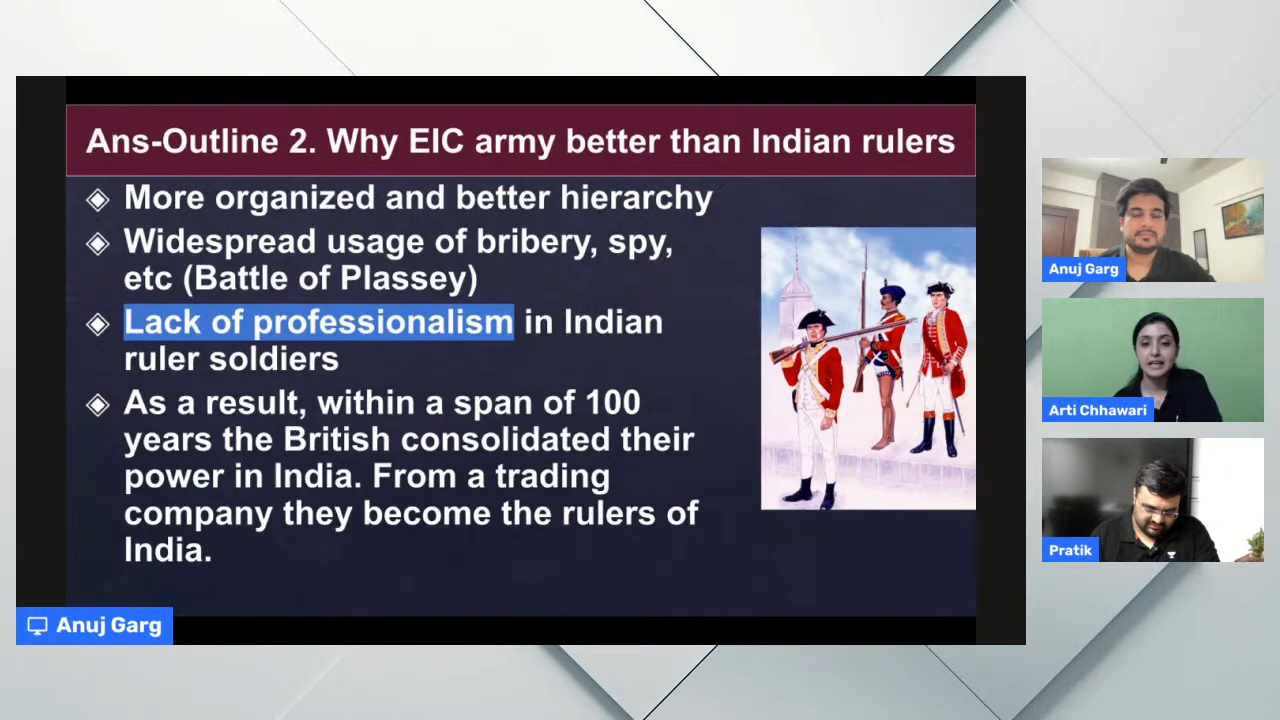 Ans-Outline 2. Why EIC army better than Indian rulers
More organized and better hierarchy
Widespread usage of bribery, spy,
etc (Battle of Plassey)
Lack of professionalism in Indian
ruler soldiers
As a result, within a span of 100
years the British consolidated their
power in India. From a trading
company they become the rulers of
India.
Anuj Garg
Anuj Garg
Arti Chhawari
Pratik